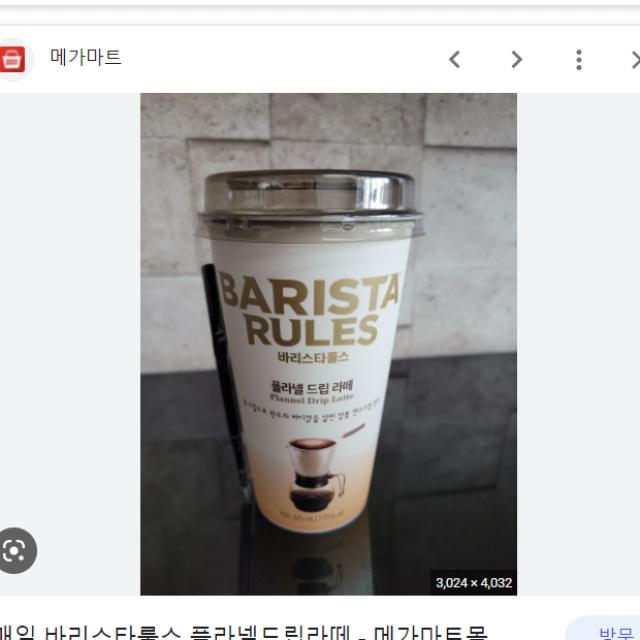 메가마트
BARISTA
RULES
바리스타룰스
플라넬 드립 라떼
Flannel Drip Latte
325 mL
3,024 × 4,032
매일 바리스타룰스 플라넬드립라떼 - 메가마트몰
방문